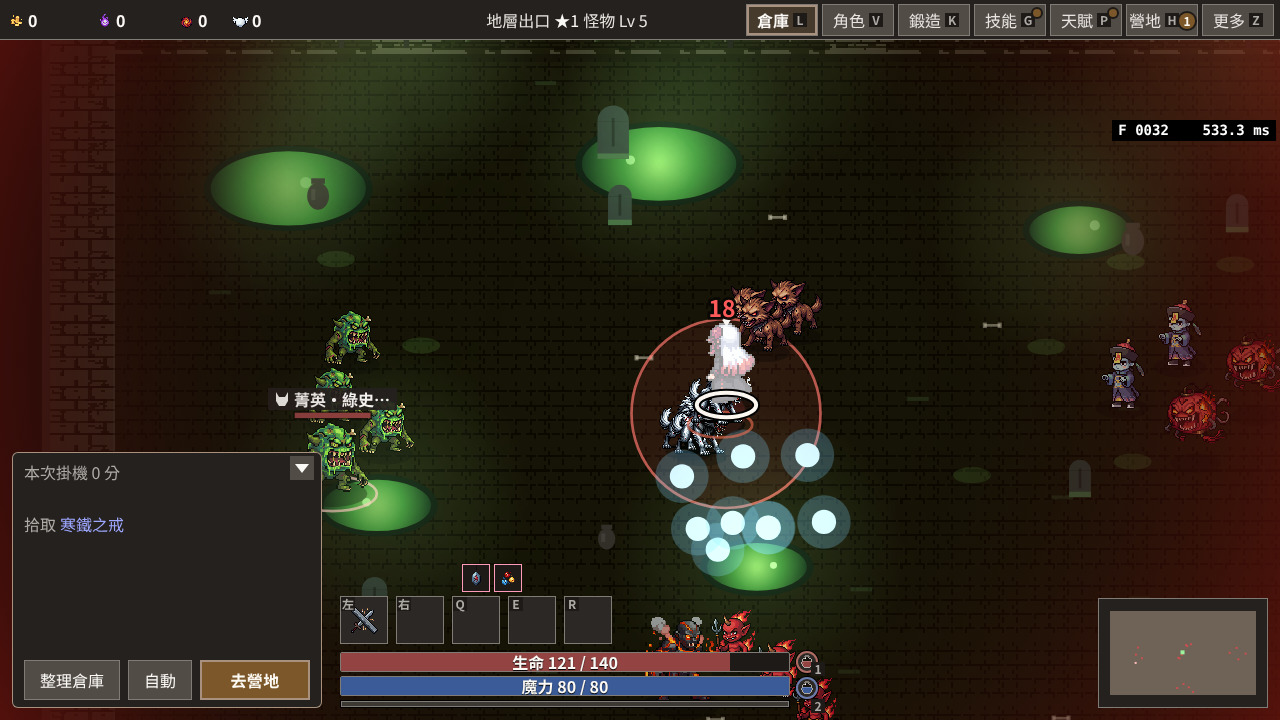 0 0 0 0
地層出口 ★1 怪物 Lv 5
倉庫 L
角色 V
鍛造 K
技能 G
天賦 P
營地 H 1
更多 Z
F 0032 533.3 ms
18
菁英・綠史⋯
本次掛機 0 分
拾取 寒鐵之戒
整理倉庫
自動
去營地
左
右
Q
E
R
生命 121 / 140
1
魔力 80 / 80
2